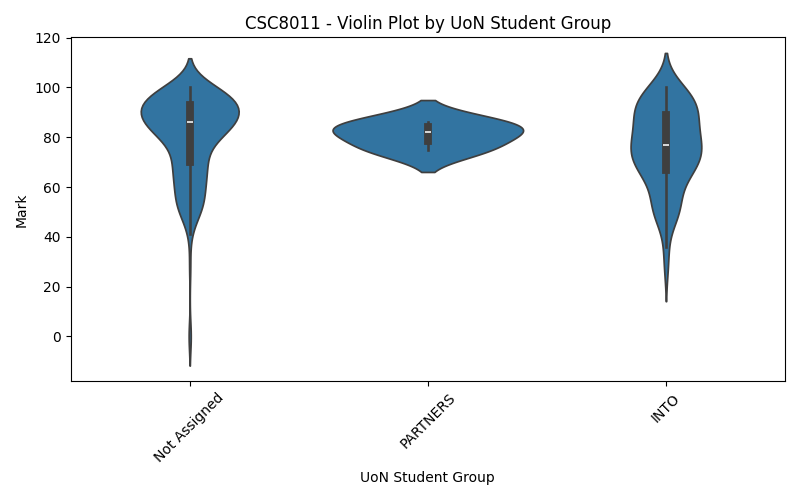 CSC8011 - Violin Plot by UoN Student Group
Mark
120
100
80
60
40
20
0
Not Assigned
PARTNERS
INTO
UoN Student Group